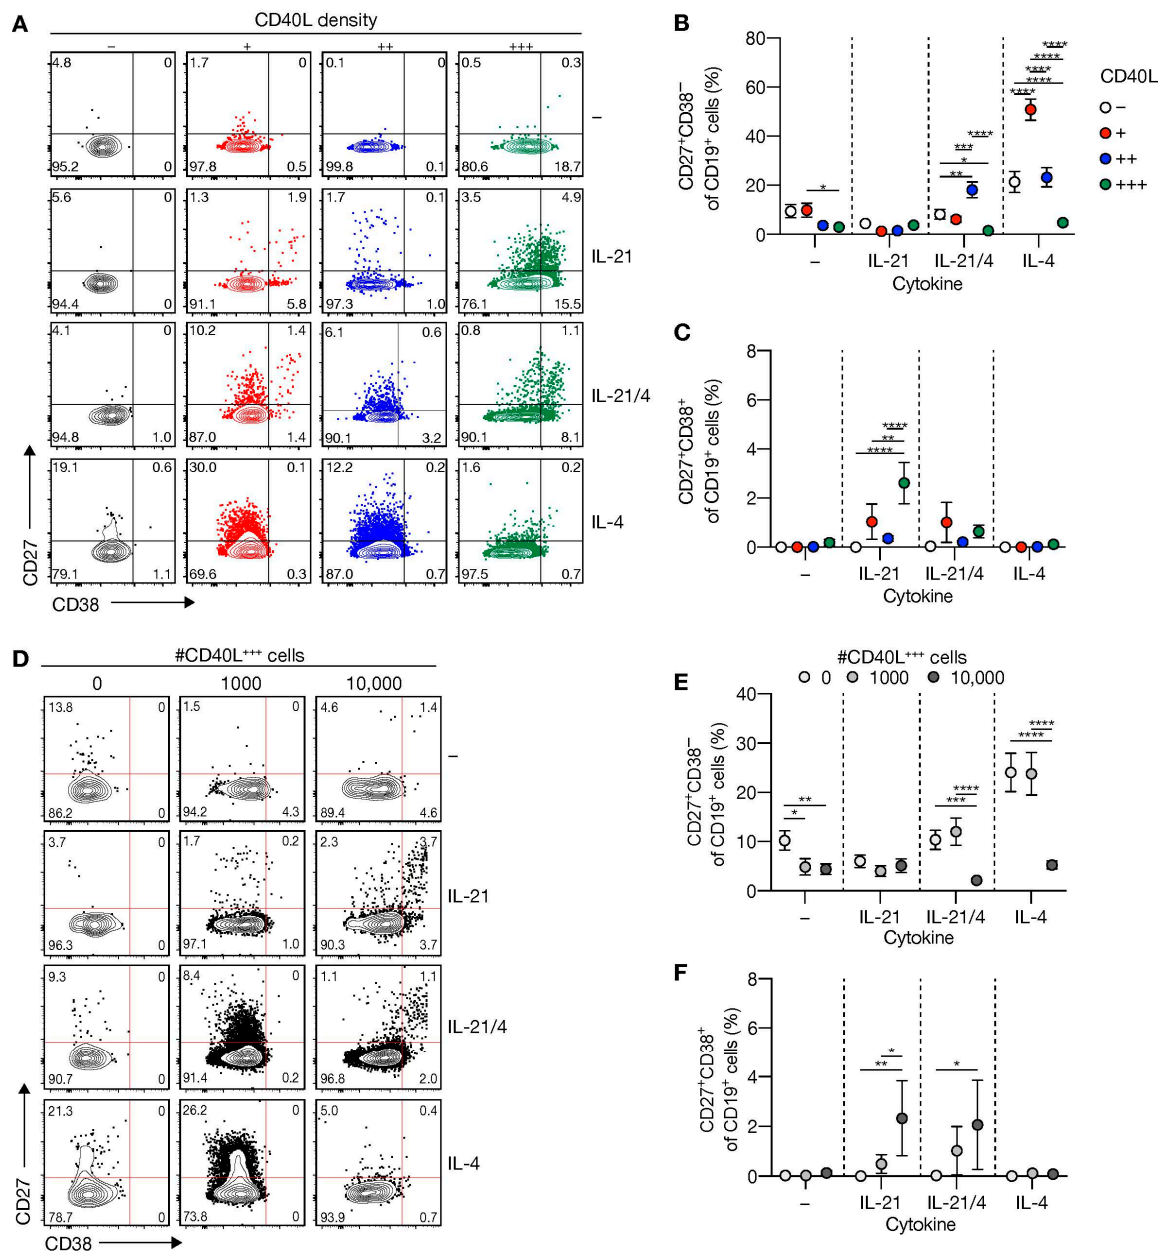 A
CD40L density
– + ++ +++
4.8 0 1.7 0 0.1 0 0.5 0.3
–
95.2 0 97.8 0.5 99.8 0.1 80.6 18.7
5.6 0 1.3 1.9 1.7 0.1 3.5 4.9
IL-21
94.4 0 91.1 5.8 97.3 1.0 76.1 15.5
4.1 0 10.2 1.4 6.1 0.6 0.8 1.1
IL-21/4
94.8 1.0 87.0 1.4 90.1 3.2 90.1 8.1
19.1 0.6 30.0 0.1 12.2 0.2 1.6 0.2
IL-4
79.1 1.1 69.6 0.3 87.0 0.7 97.5 0.7
CD27
CD38
B
CD27⁺CD38⁻
of CD19⁺ cells (%)
80
60
40
20
0
*
****
***
*
**
****
****
****
****
****
– IL-21 IL-21/4 IL-4
Cytokine
CD40L
–
+
++
+++
C
CD27⁺CD38⁺
of CD19⁺ cells (%)
8
6
4
2
0
****
**
****
– IL-21 IL-21/4 IL-4
Cytokine
D
#CD40L⁺⁺⁺ cells
0 1000 10,000
13.8 0 1.5 0 4.6 1.4
–
86.2 0 94.2 4.3 89.4 4.6
3.7 0 1.7 0.2 2.3 3.7
IL-21
96.3 0 97.1 1.0 90.3 3.7
9.3 0 8.4 0 1.1 1.1
IL-21/4
90.7 0 91.4 0.2 96.8 2.0
21.3 0 26.2 0 5.0 0.4
IL-4
78.7 0 73.8 0 93.9 0.7
CD27
CD38
E
#CD40L⁺⁺⁺ cells
0 1000 10,000
CD27⁺CD38⁻
of CD19⁺ cells (%)
40
30
20
10
0
**
*
****
***
****
****
– IL-21 IL-21/4 IL-4
Cytokine
F
CD27⁺CD38⁺
of CD19⁺ cells (%)
8
6
4
2
0
*
**
*
– IL-21 IL-21/4 IL-4
Cytokine